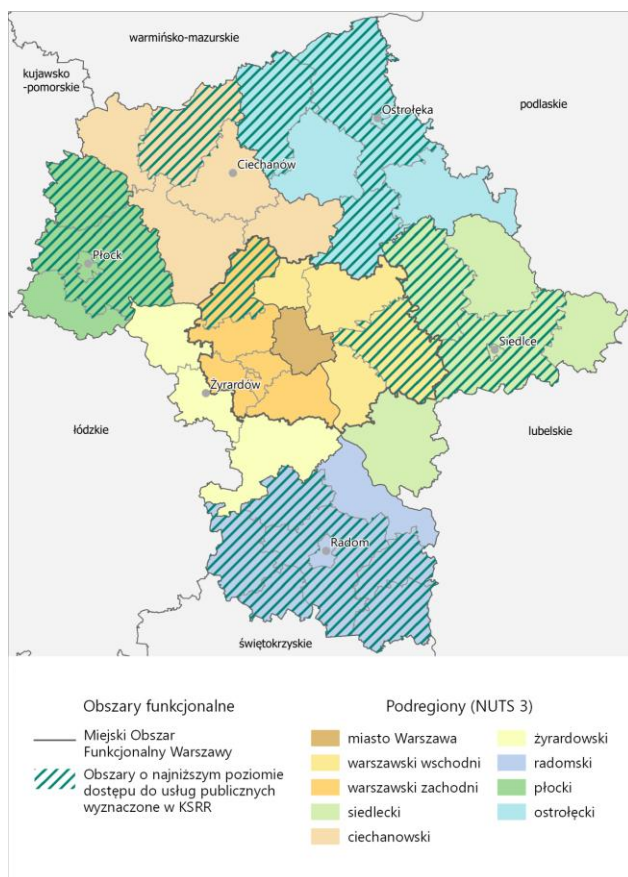 warmińsko-mazurskie
kujawsko
-pomorskie
podlaskie
Ostrołęka
Ciechanów
Płock
Siedlce
Żyrardów
łódzkie
lubelskie
Radom
świętokrzyskie
Obszary funkcjonalne
Miejski Obszar
Funkcjonalny Warszawy
Obszary o najniższym poziomie
dostępu do usług publicznych
wyznaczone w KSRR
Podregiony (NUTS 3)
miasto Warszawa
warszawski wschodni
warszawski zachodni
siedlecki
ciechanowski
żyrardowski
radomski
płocki
ostrołęcki